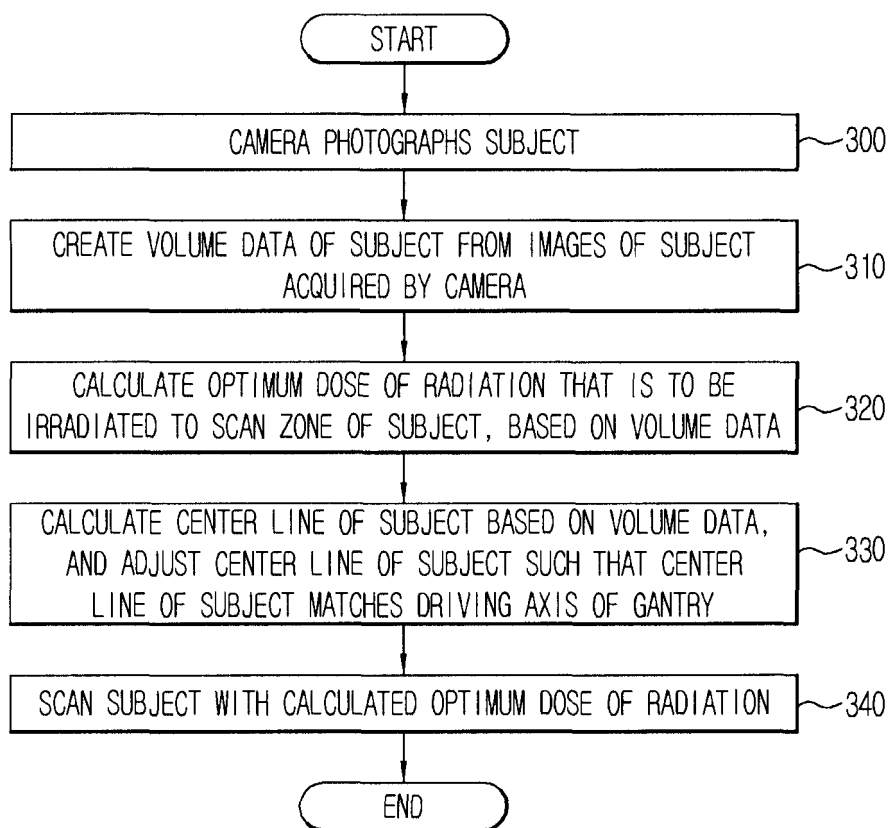 START
CAMERA PHOTOGRAPHS SUBJECT
300
CREATE VOLUME DATA OF SUBJECT FROM IMAGES OF SUBJECT
ACQUIRED BY CAMERA
310
CALCULATE OPTIMUM DOSE OF RADIATION THAT IS TO BE
IRRADIATED TO SCAN ZONE OF SUBJECT, BASED ON VOLUME DATA
320
CALCULATE CENTER LINE OF SUBJECT BASED ON VOLUME DATA,
AND ADJUST CENTER LINE OF SUBJECT SUCH THAT CENTER
LINE OF SUBJECT MATCHES DRIVING AXIS OF GANTRY
330
SCAN SUBJECT WITH CALCULATED OPTIMUM DOSE OF RADIATION
340
END